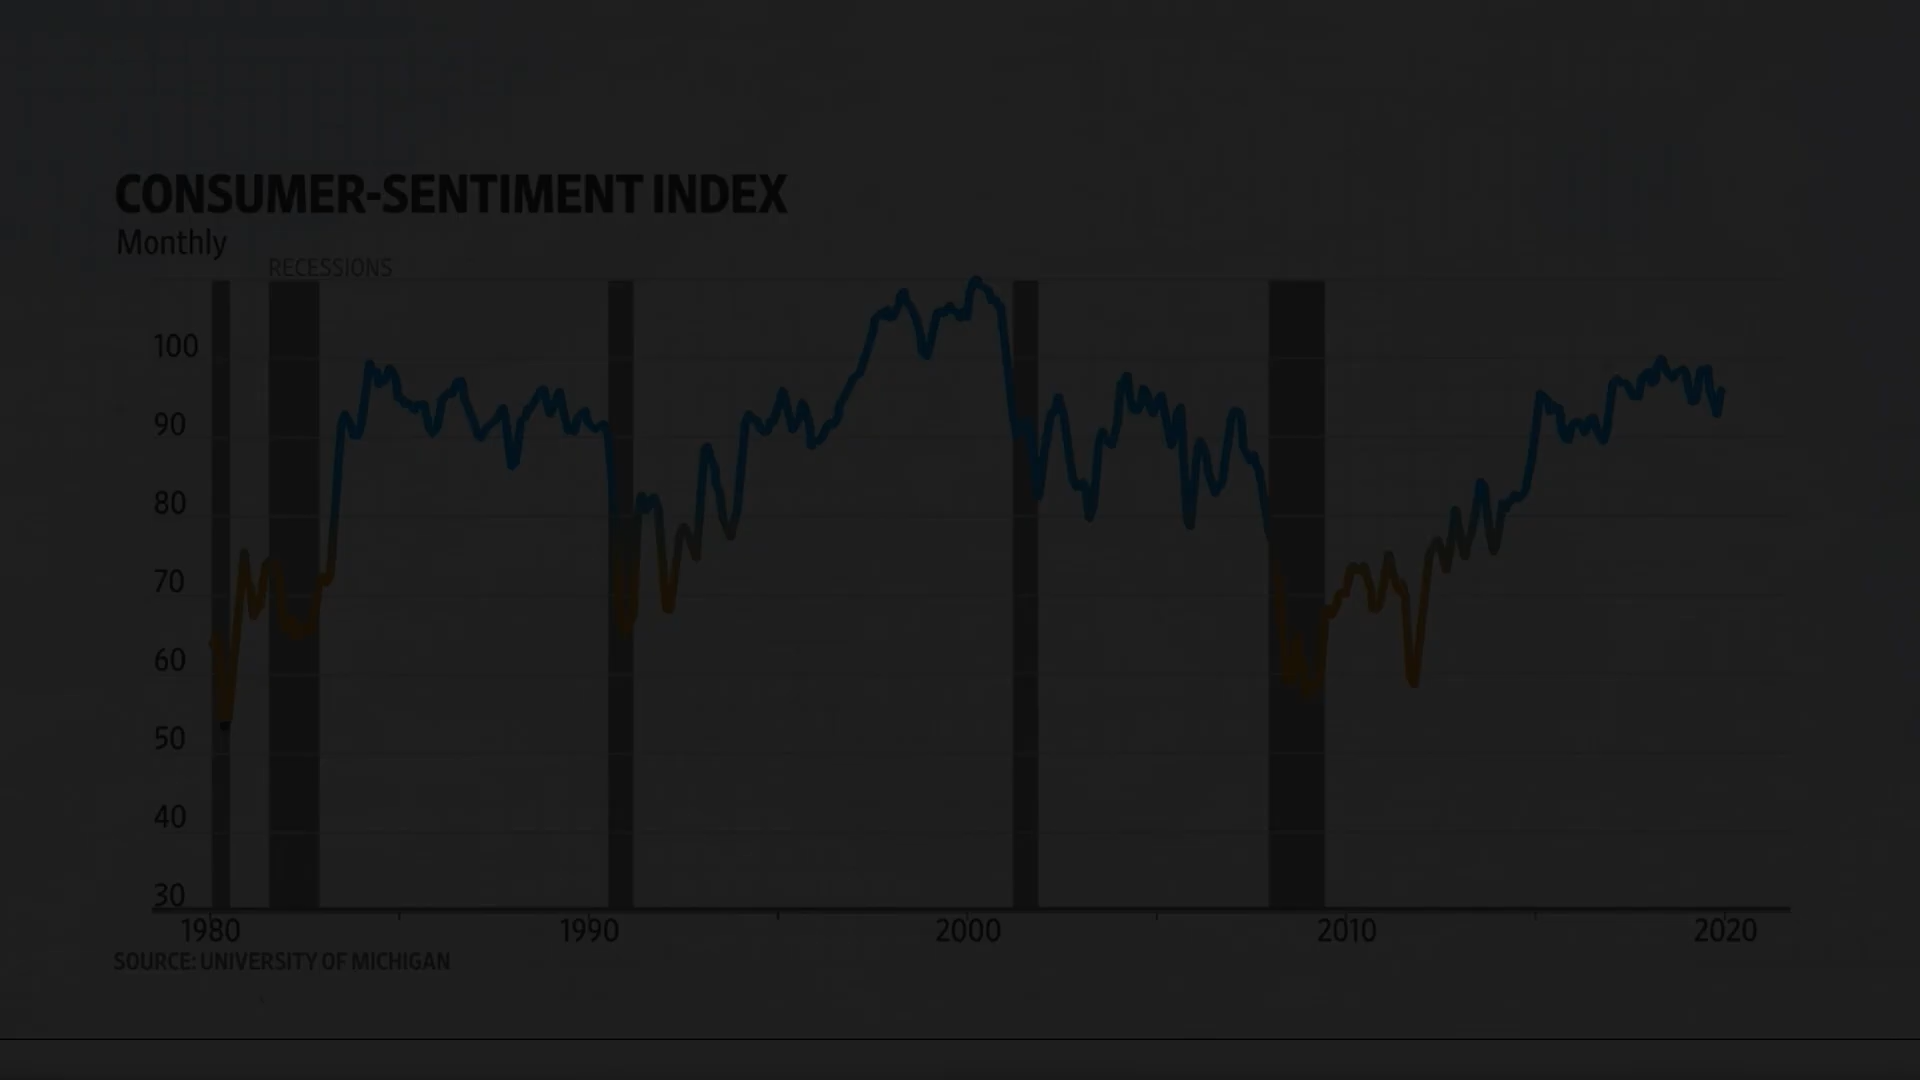 CONSUMER-SENTIMENT INDEX
Monthly
RECESSIONS
100
90
80
70
60
50
40
30
1980 1990 2000 2010 2020
SOURCE: UNIVERSITY OF MICHIGAN